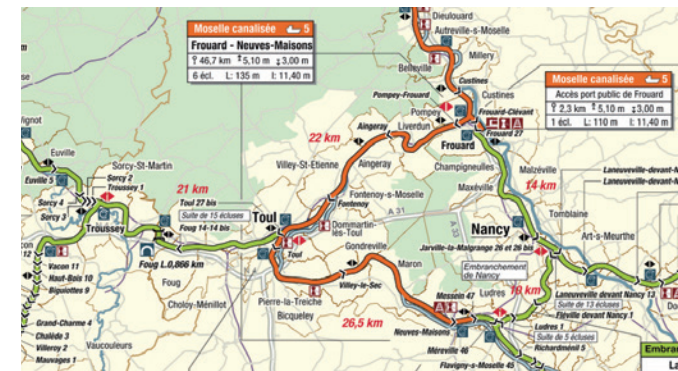 Dieulouard
Autreville-s-Moselle
Moselle canalisée 5
Frouard - Neuves-Maisons
46,7 km 5,10 m 3,00 m
6 écl. L: 135 m l: 11,40 m
Millery
Belleville
Custines
Custines
Pompey-Frouard
Pompey
Moselle canalisée 5
Accès port public de Frouard
2,3 km 5,10 m 3,00 m
1 écl. L: 110 m l: 11,40 m
Frouard-Clévant
Frouard 27
Frouard
Aingeray
Liverdun
22 km
Aingeray
Vignot
Euville
Euville 5
Sorcy-St-Martin
Sorcy 2
Troussey 1
Sorcy 4
Sorcy 3
Troussey
21 km
Villey-St-Etienne
Champigneulles
Malzéville
Maxéville
14 km
Laneuveville-devant-N
Laneuveville-devant-N
Toul 27 bis
Suite de 15 écluses
Foug 14-14 bis
Toul
Fontenoy-s-Moselle
Fontenoy
A 31
A 33
Dommartin-
lès-Toul
Tomblaine
Nancy
Art-s-Meurthe
Gondreville
Jarville-la-Malgrange 26 et 26 bis
Toul
Maron
Embranchement
de Nancy
Foug L.0,866 km
Foug
Vacon 11
Haut-Bois 10
Biguiottes 9
Choloy-Ménillot
Pierre-la-Treiche
Bicqueley
Villey-le-Sec
Messein 47
Ludres
10 km
Laneuveville devant Nancy 13
Suite de 13 écluses
Fléville devant Nancy 1
26,5 km
Neuves-Maisons
Ludres 1
Suite de 5 écluses
Richardménil 5
Méréville 46
Flavigny-s-Moselle 45
Grand-Charme 4
Chalède 3
Villeroy 2
Mauvages 1
Vaucouleurs
Embran
La